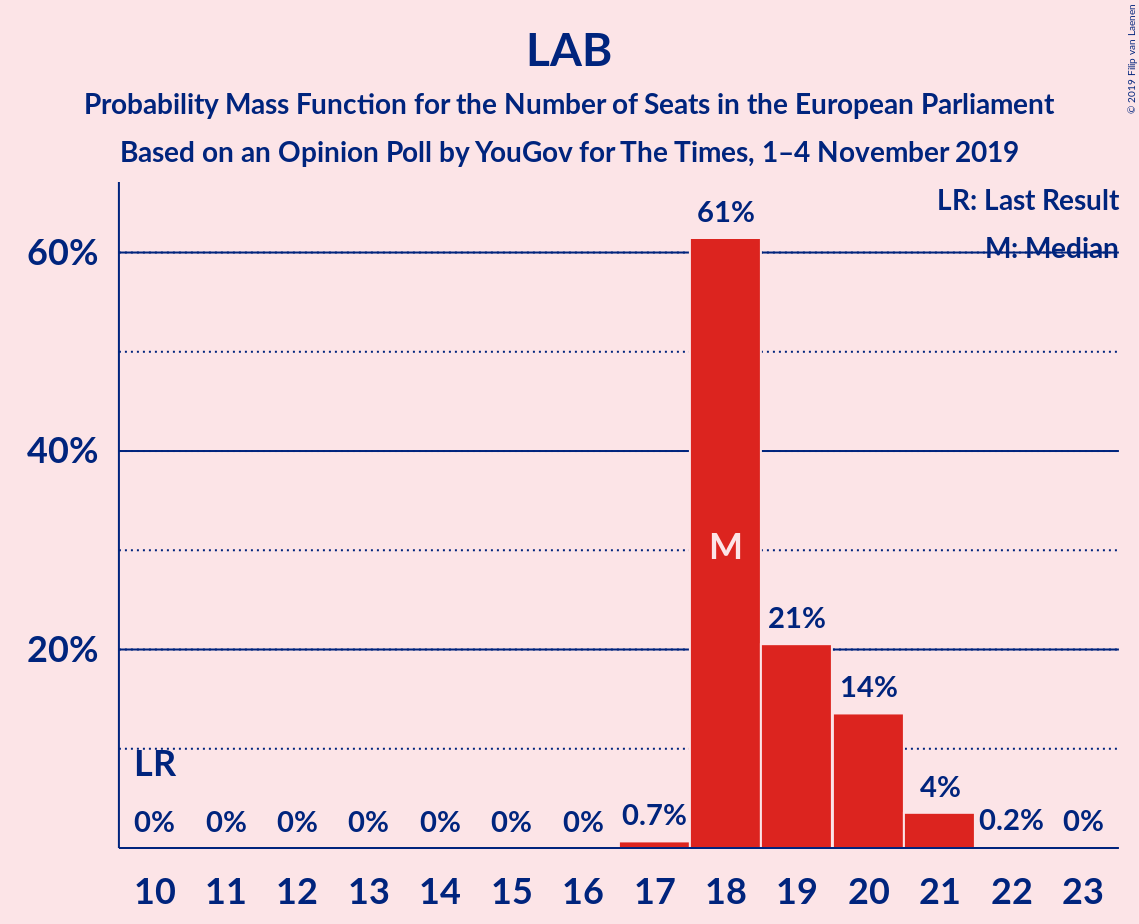 LAB
Probability Mass Function for the Number of Seats in the European Parliament
Based on an Opinion Poll by YouGov for The Times, 1–4 November 2019
© 2019 Filip van Laenen
LR: Last Result
M: Median
60%
40%
20%
61%
M
21%
14%
LR
4%
0% 0% 0% 0% 0% 0% 0% 0.7% 0.2% 0%
10 11 12 13 14 15 16 17 18 19 20 21 22 23